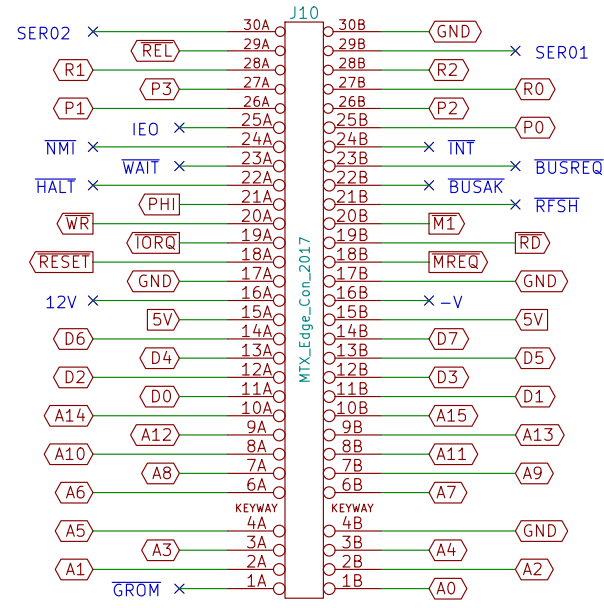 J10
SER02 30A 30B GND
REL 29A 29B SER01
R1 28A 28B R2
P3 27A 27B R0
P1 26A 26B P2
IEO 25A 25B P0
NMI 24A 24B INT
WAIT 23A 23B BUSREQ
HALT 22A 22B BUSAK
PHI 21A 21B RFSH
WR 20A 20B M1
IORQ 19A 19B RD
RESET 18A 18B MREQ
GND 17A 17B GND
12V 16A 16B -V
5V 15A 15B 5V
D6 14A 14B D7
D4 13A 13B D5
D2 12A 12B D3
D0 11A 11B D1
A14 10A 10B A15
A12 9A 9B A13
A10 8A 8B A11
A8 7A 7B A9
A6 6A 6B A7
KEYWAY KEYWAY
A5 4A 4B GND
A3 3A 3B A4
A1 2A 2B A2
GROM 1A 1B A0
MTX_Edge_Con_2017